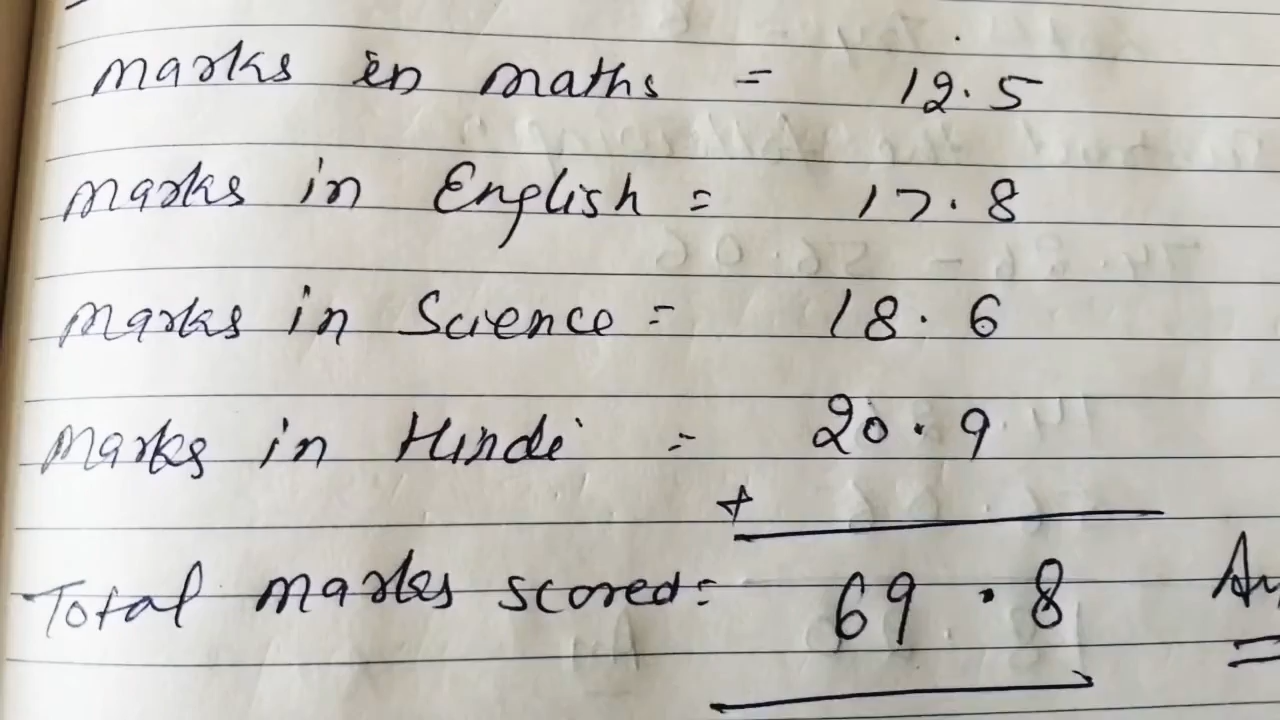 marks in maths = 12.5
marks in English = 17.8
marks in Science = 18.6
marks in Hindi = 20.9
+
Total marks scored = 69.8